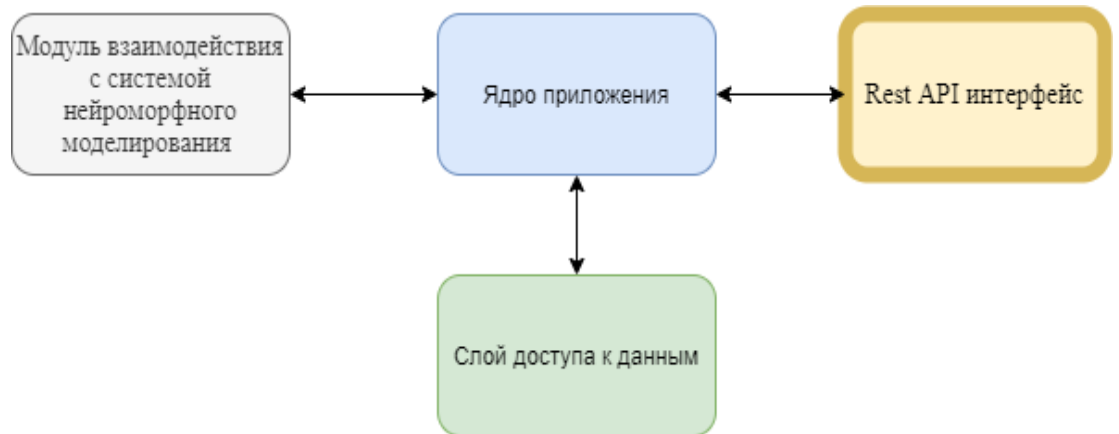 Модуль взаимодействия
с системой
нейроморфного
моделирования
Ядро приложения
Rest API интерфейс
Слой доступа к данным